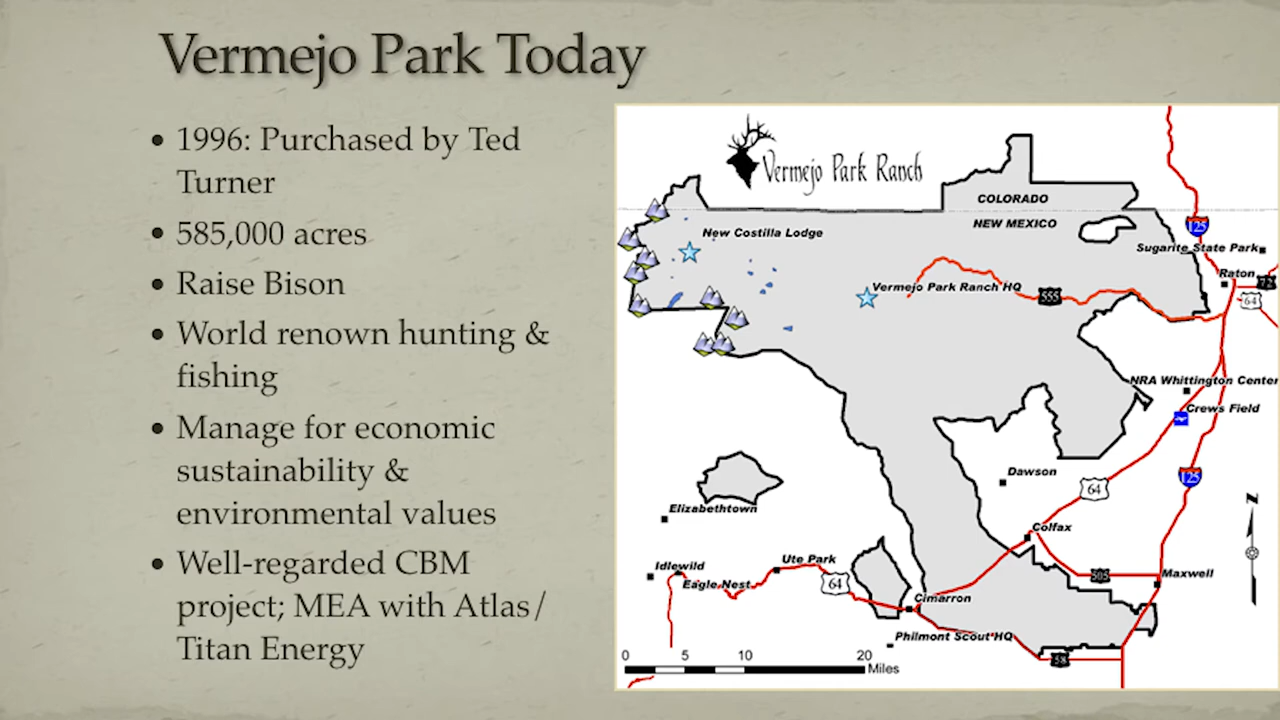 Vermejo Park Today
• 1996: Purchased by Ted
Turner
• 585,000 acres
• Raise Bison
• World renown hunting &
fishing
• Manage for economic
sustainability &
environmental values
• Well-regarded CBM
project; MEA with Atlas/
Titan Energy
Vermejo Park Ranch
COLORADO
NEW MEXICO
New Costilla Lodge
125
Sugarite State Park
Raton
72
64
Vermejo Park Ranch HQ
555
NRA Whittington Center
Crews Field
Dawson
64
125
Elizabethtown
N
Colfax
Idlewild
Ute Park
Eagle Nest
64
505
Maxwell
Cimarron
Philmont Scout HQ
58
0 5 10 20
Miles